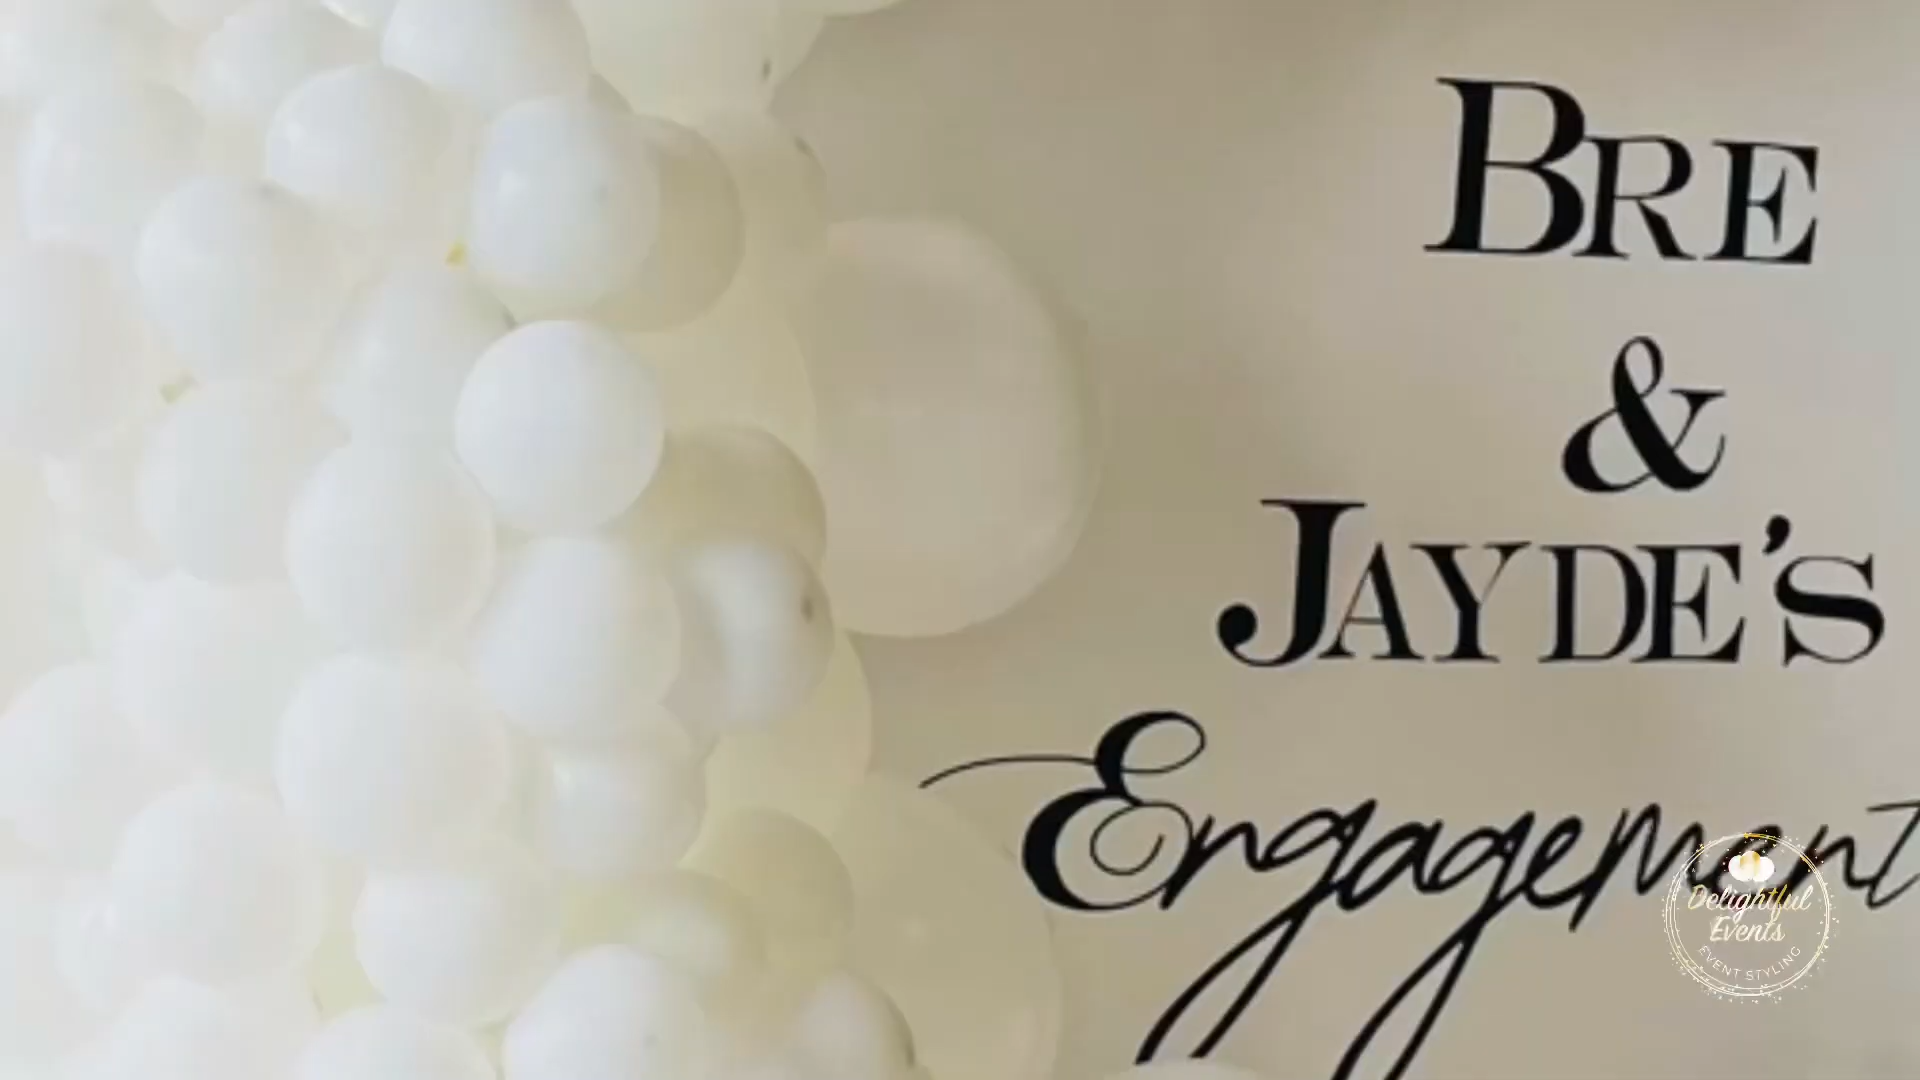 BRE
&
JAYDE'S
Engagement
Delightful
Events
EVENT STYLING